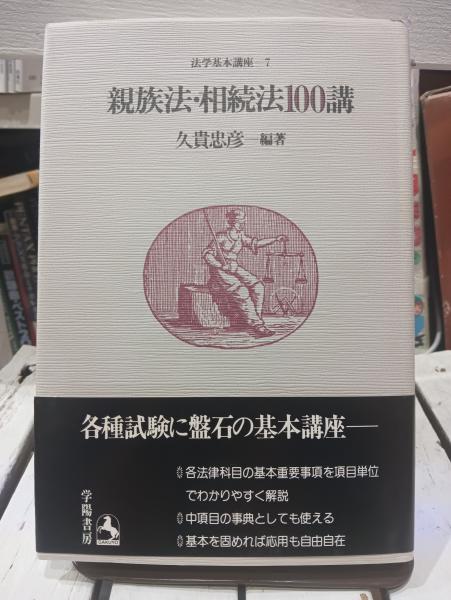 法学基本講座—7
親族法・相続法100講
久貴忠彦—編著
各種試験に盤石の基本講座——
各法律科目の基本重要事項を項目単位
でわかりやすく解説
中項目の事典としても使える
基本を固めれば応用も自由自在
学陽書房